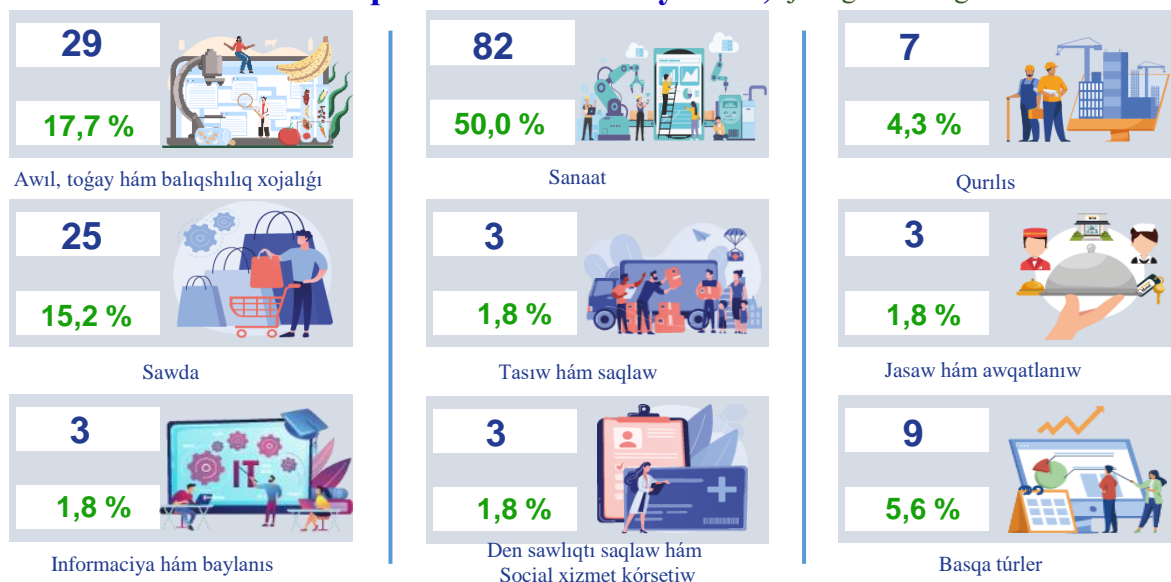 29
17,7 %
Awıl, toǵay hám balıqshılıq xojalıǵı
82
50,0 %
Sanaat
7
4,3 %
Qurılıs
25
15,2 %
Sawda
3
1,8 %
Tasıw hám saqlaw
3
1,8 %
Jasaw hám awqatlanıw
3
1,8 %
IT
Informaciya hám baylanıs
3
1,8 %
Den sawlıqtı saqlaw hám
Social xizmet kórsetiw
9
5,6 %
Basqa túrler